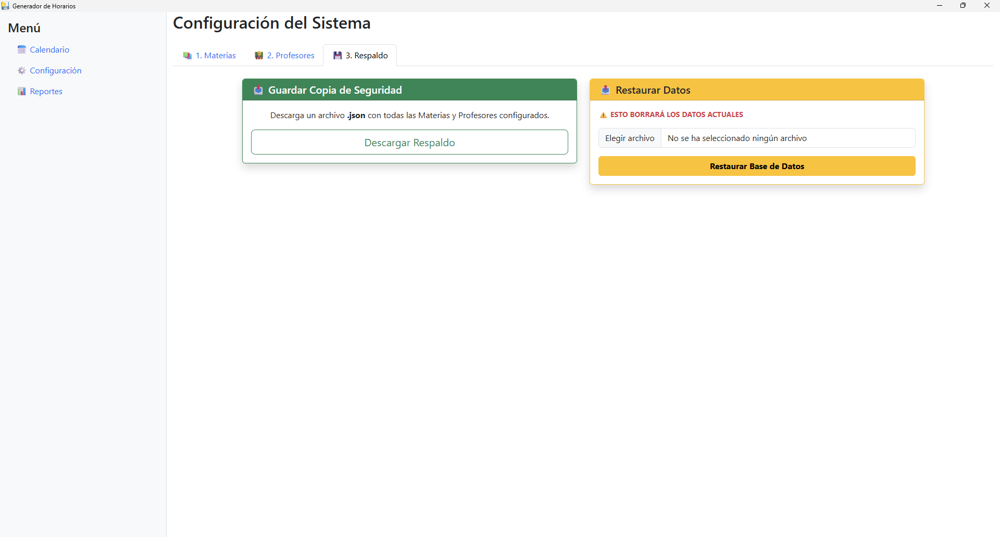 Generador de Horarios
Menú
Calendario
Configuración
Reportes
Configuración del Sistema
1. Materias
2. Profesores
3. Respaldo
Guardar Copia de Seguridad
Descarga un archivo .json con todas las Materias y Profesores configurados.
Descargar Respaldo
Restaurar Datos
ESTO BORRARÁ LOS DATOS ACTUALES
Elegir archivo No se ha seleccionado ningún archivo
Restaurar Base de Datos